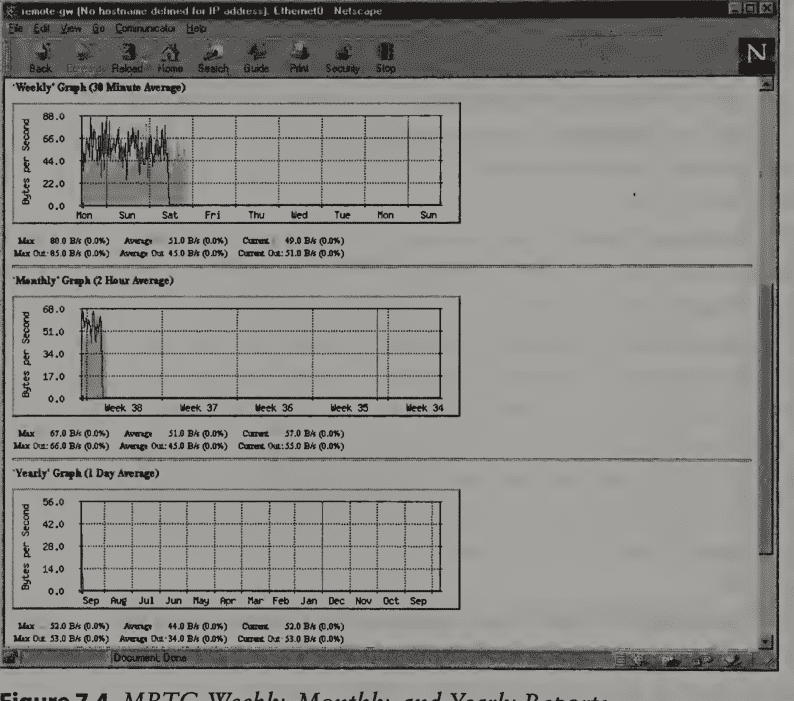 remote-gw (No hostname defined for IP address). Ethernet0 - Netscape
File Edit View Go Communicator Help
Back Reload Home Search Guide Print Security Stop
N
'Weekly' Graph (30 Minute Average)
Bytes per Second
88.0
66.0
44.0
22.0
0.0
Mon Sun Sat Fri Thu Wed Tue Mon Sun
Max 80.0 B/s (0.0%) Average 51.0 B/s (0.0%) Current 49.0 B/s (0.0%)
Max Out: 85.0 B/s (0.0%) Average Out 45.0 B/s (0.0%) Current Out: 51.0 B/s (0.0%)
'Monthly' Graph (2 Hour Average)
Bytes per Second
68.0
51.0
34.0
17.0
0.0
Week 38 Week 37 Week 36 Week 35 Week 34
Max 67.0 B/s (0.0%) Average 51.0 B/s (0.0%) Current 57.0 B/s (0.0%)
Max Out: 66.0 B/s (0.0%) Average Out: 45.0 B/s (0.0%) Current Out: 55.0 B/s (0.0%)
'Yearly' Graph (1 Day Average)
Bytes per Second
56.0
42.0
28.0
14.0
0.0
Sep Aug Jul Jun May Apr Mar Feb Jan Dec Nov Oct Sep
Max 52.0 B/s (0.0%) Average 44.0 B/s (0.0%) Current 52.0 B/s (0.0%)
Max Out 53.0 B/s (0.0%) Average Out: 34.0 B/s (0.0%) Current Out: 53.0 B/s (0.0%)
Document Done
Figure 7.4 MRTG Weekly, Monthly, and Yearly Reports